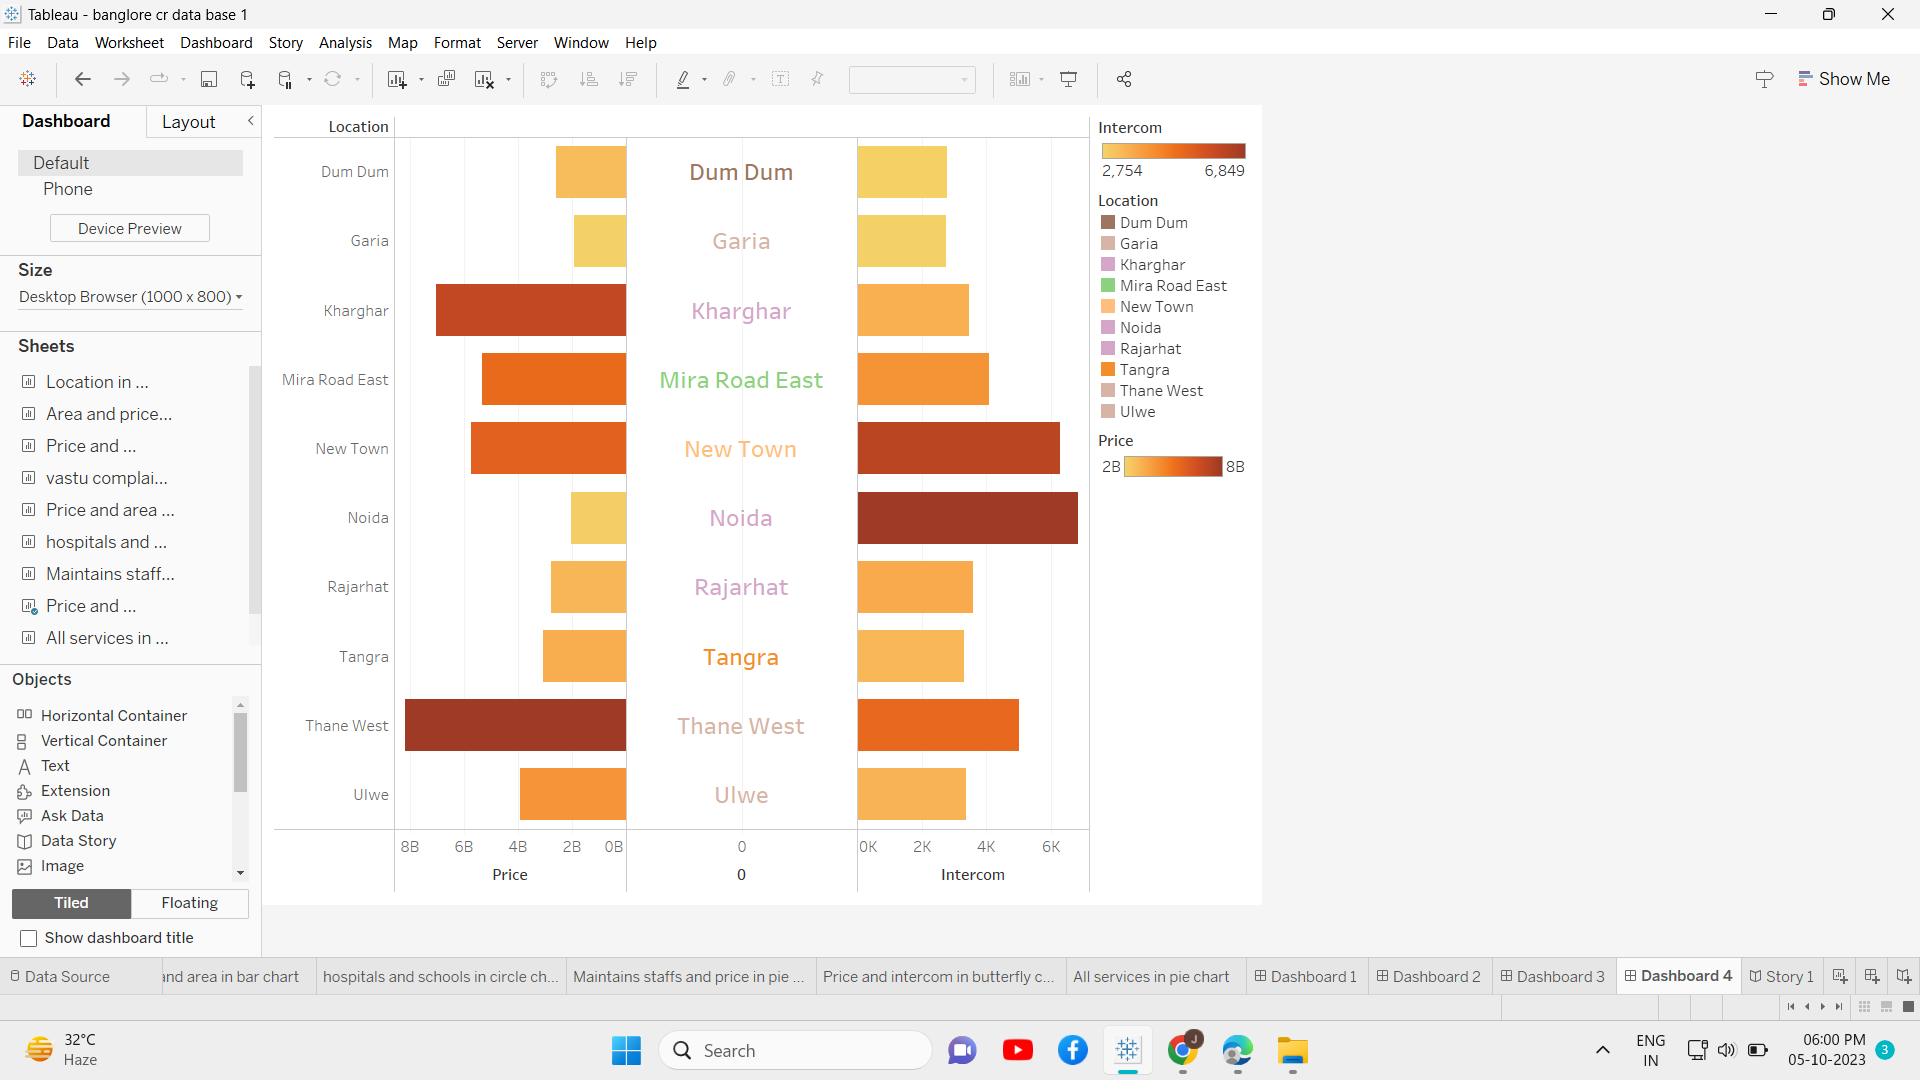 Tableau - banglore cr data base 1
File Data Worksheet Dashboard Story Analysis Map Format Server Window Help
Show Me
Dashboard Layout
Default
Phone
Device Preview
Size
Desktop Browser (1000 x 800)
Sheets
Location in ...
Area and price...
Price and ...
vastu complai...
Price and area ...
hospitals and ...
Maintains staff...
Price and ...
All services in ...
Objects
Horizontal Container
Vertical Container
Text
Extension
Ask Data
Data Story
Image
Tiled Floating
Show dashboard title
Location
Dum Dum Dum Dum
Garia Garia
Kharghar Kharghar
Mira Road East Mira Road East
New Town New Town
Noida Noida
Rajarhat Rajarhat
Tangra Tangra
Thane West Thane West
Ulwe Ulwe
8B 6B 4B 2B 0B 0 0K 2K 4K 6K
Price 0 Intercom
Intercom
2,754 6,849
Location
Dum Dum
Garia
Kharghar
Mira Road East
New Town
Noida
Rajarhat
Tangra
Thane West
Ulwe
Price
2B 8B
Data Source and area in bar chart hospitals and schools in circle ch... Maintains staffs and price in pie ... Price and intercom in butterfly c... All services in pie chart Dashboard 1 Dashboard 2 Dashboard 3 Dashboard 4 Story 1
32°C
Haze
Search
J
ENG
IN
06:00 PM
05-10-2023
3